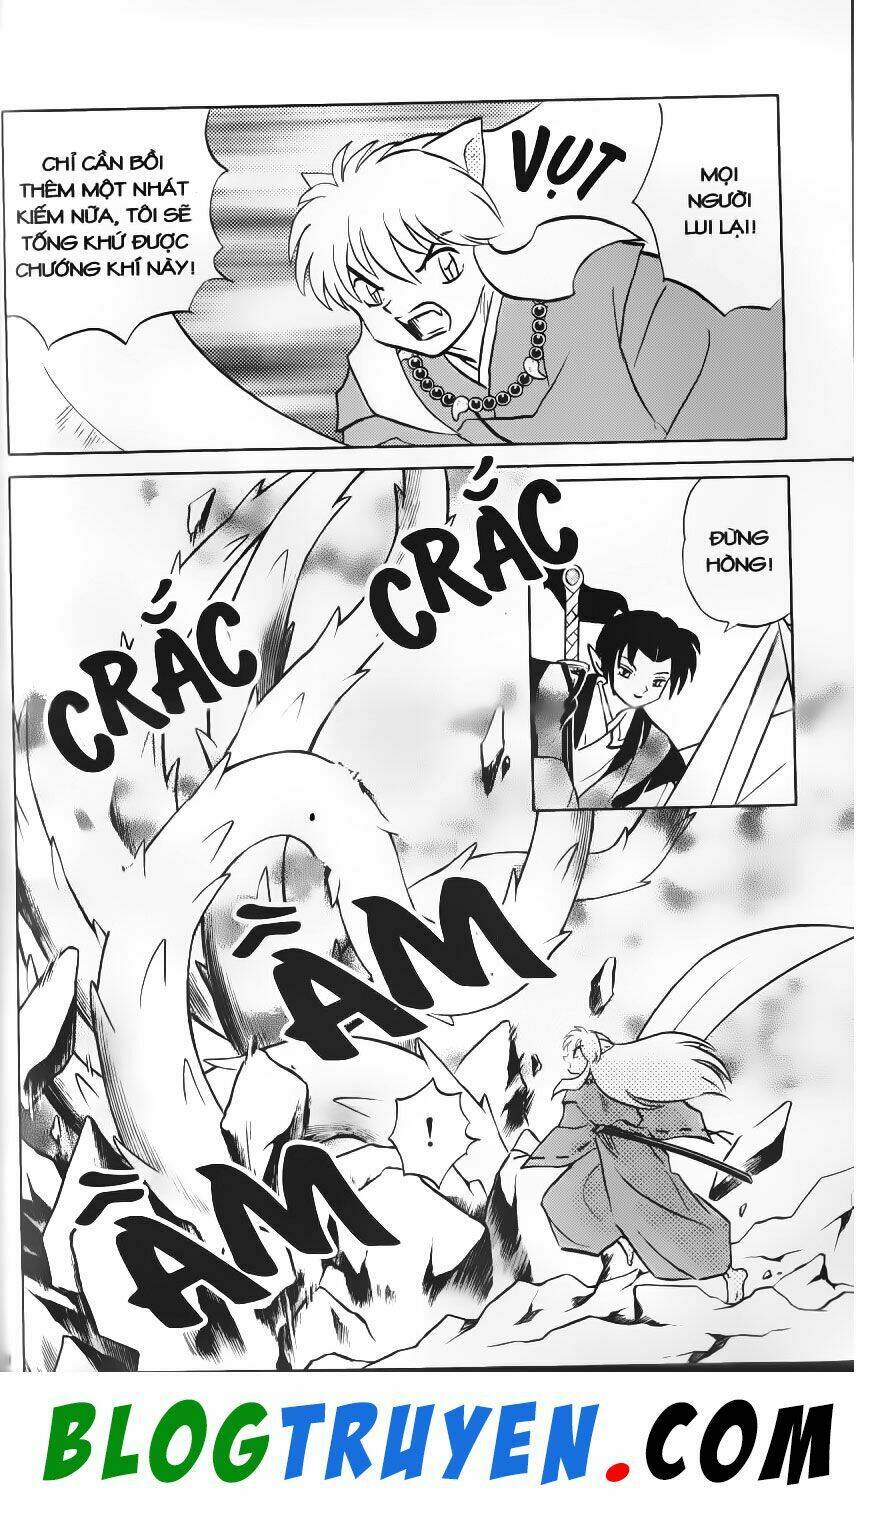 MỌI
NGƯỜI
LUI LẠI!
VỤT
CHỈ CẦN BỒI
THÊM MỘT NHÁT
KIẾM NỮA, TÔI SẼ
TỐNG KHỨ ĐƯỢC
CHƯỚNG KHÍ NÀY!
ĐỪNG
HÒNG!
CRẮC
CRẮC
ẦM
!
ẦM
BLOGTRUYEN.COM